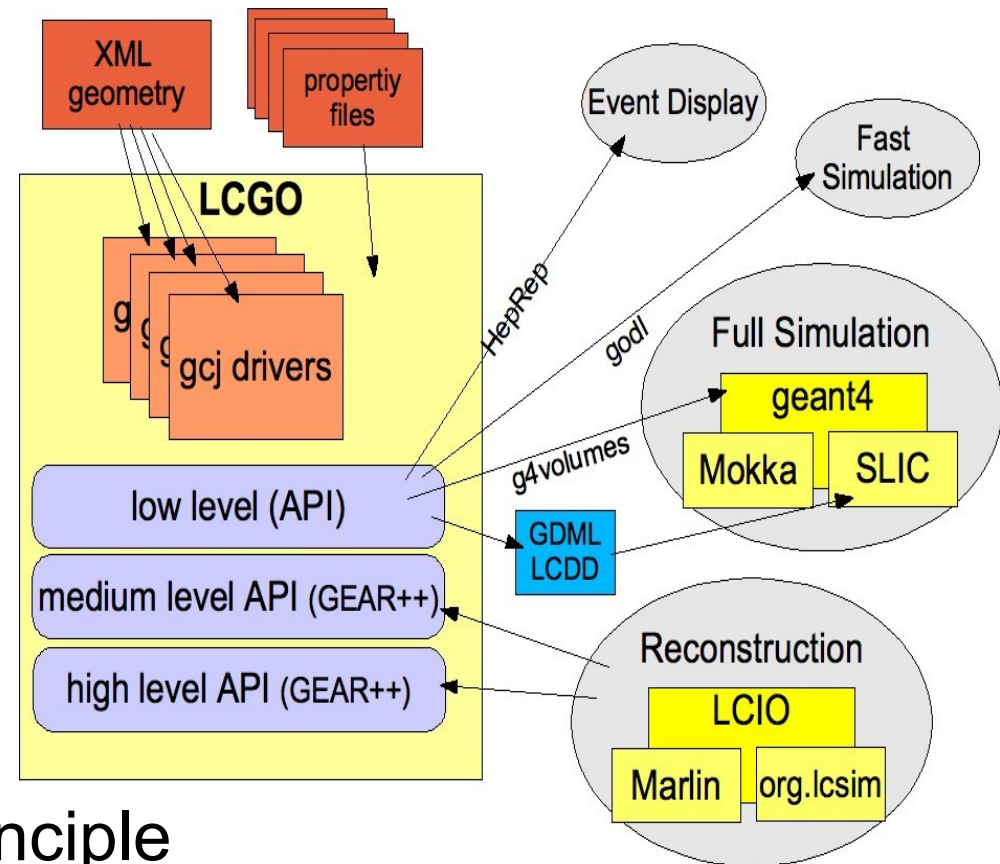 XML
geometry
propertiy
files
Event Display
Fast
Simulation
LCGO
g
g
g
gcj drivers
HepRep
godl
g4volumes
Full Simulation
geant4
Mokka
SLIC
low level (API)
GDML
LCDD
medium level API (GEAR++)
high level API (GEAR++)
Reconstruction
LCIO
Marlin
org.lcsim
nciple